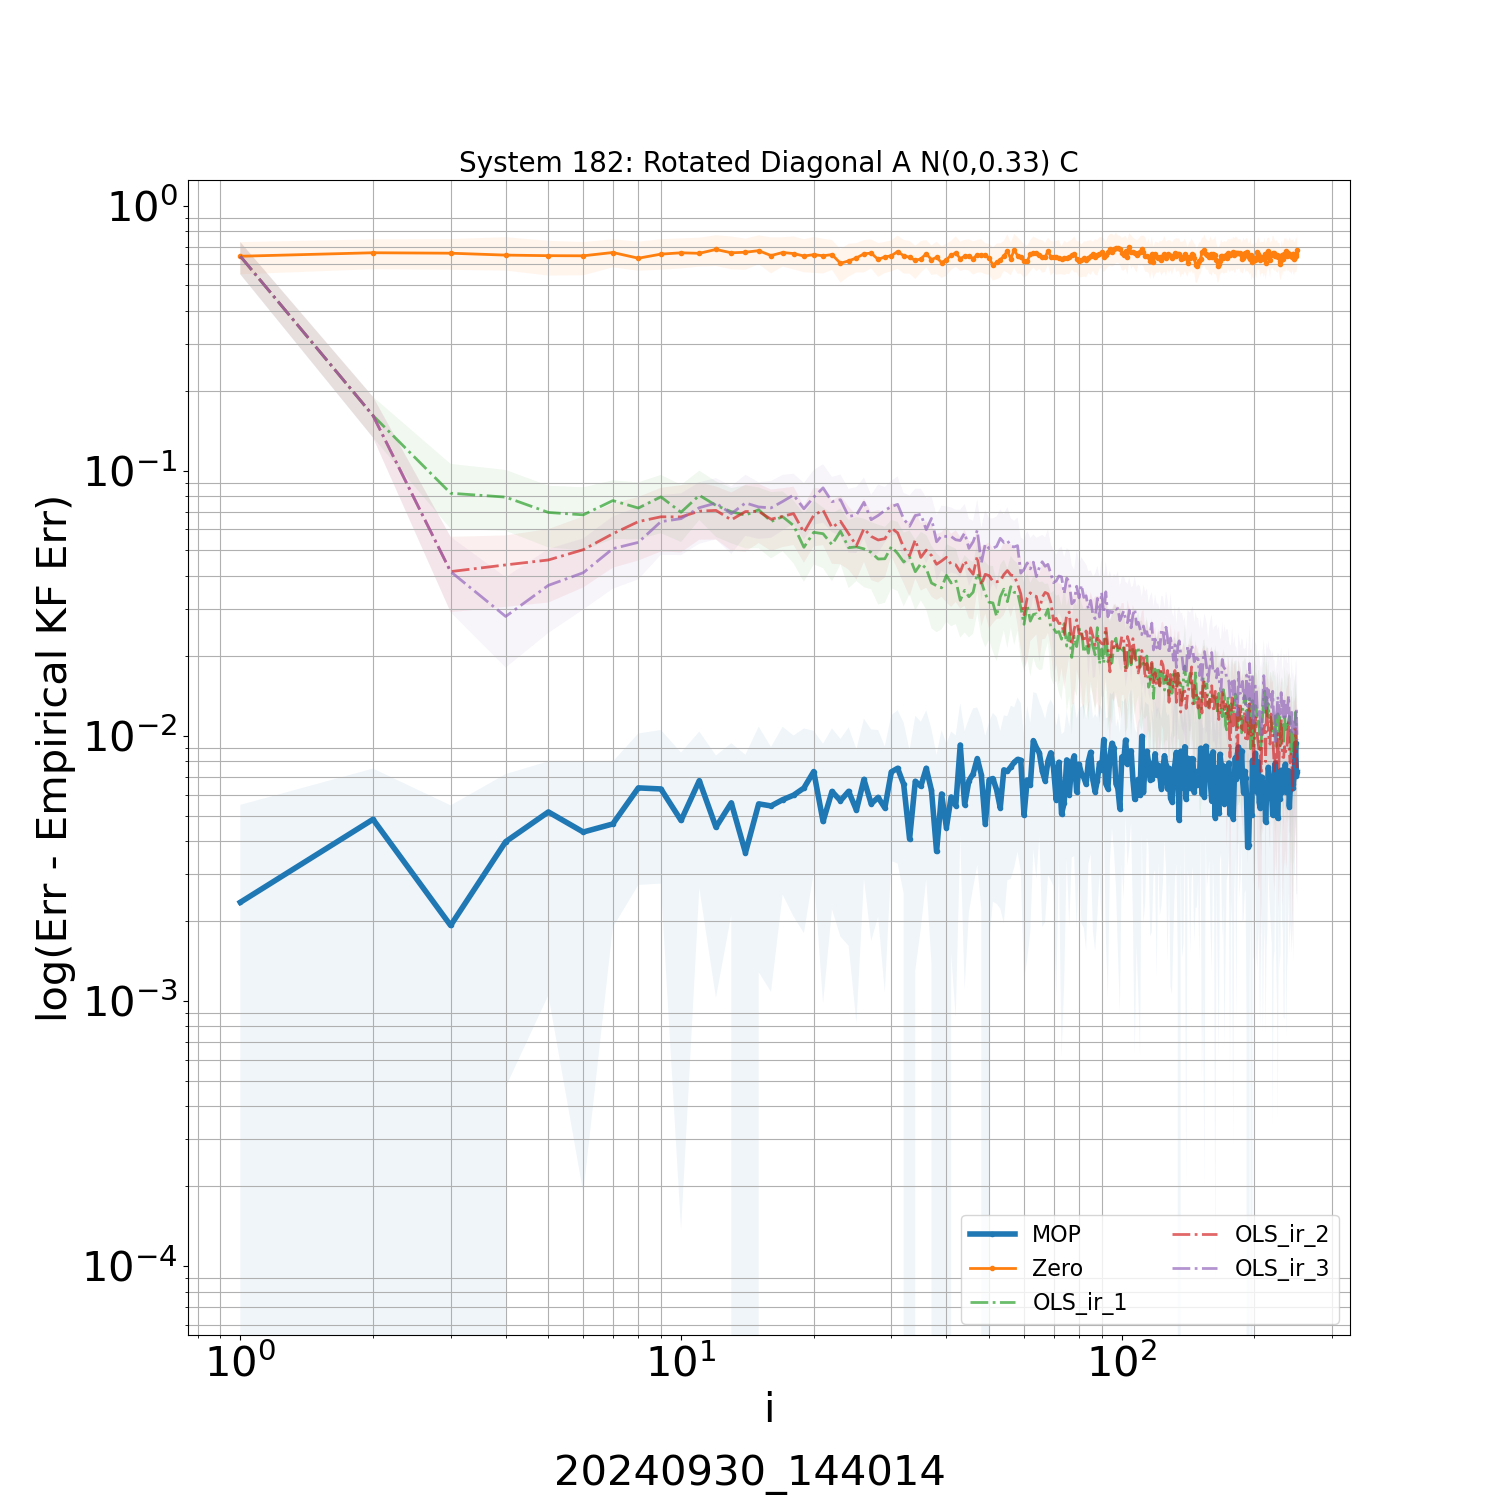 System 182: Rotated Diagonal A N(0,0.33) C
log(Err - Empirical KF Err)
10^0
10^-1
10^-2
10^-3
10^-4
MOP
Zero
OLS_ir_1
OLS_ir_2
OLS_ir_3
10^0
10^1
10^2
i
20240930_144014